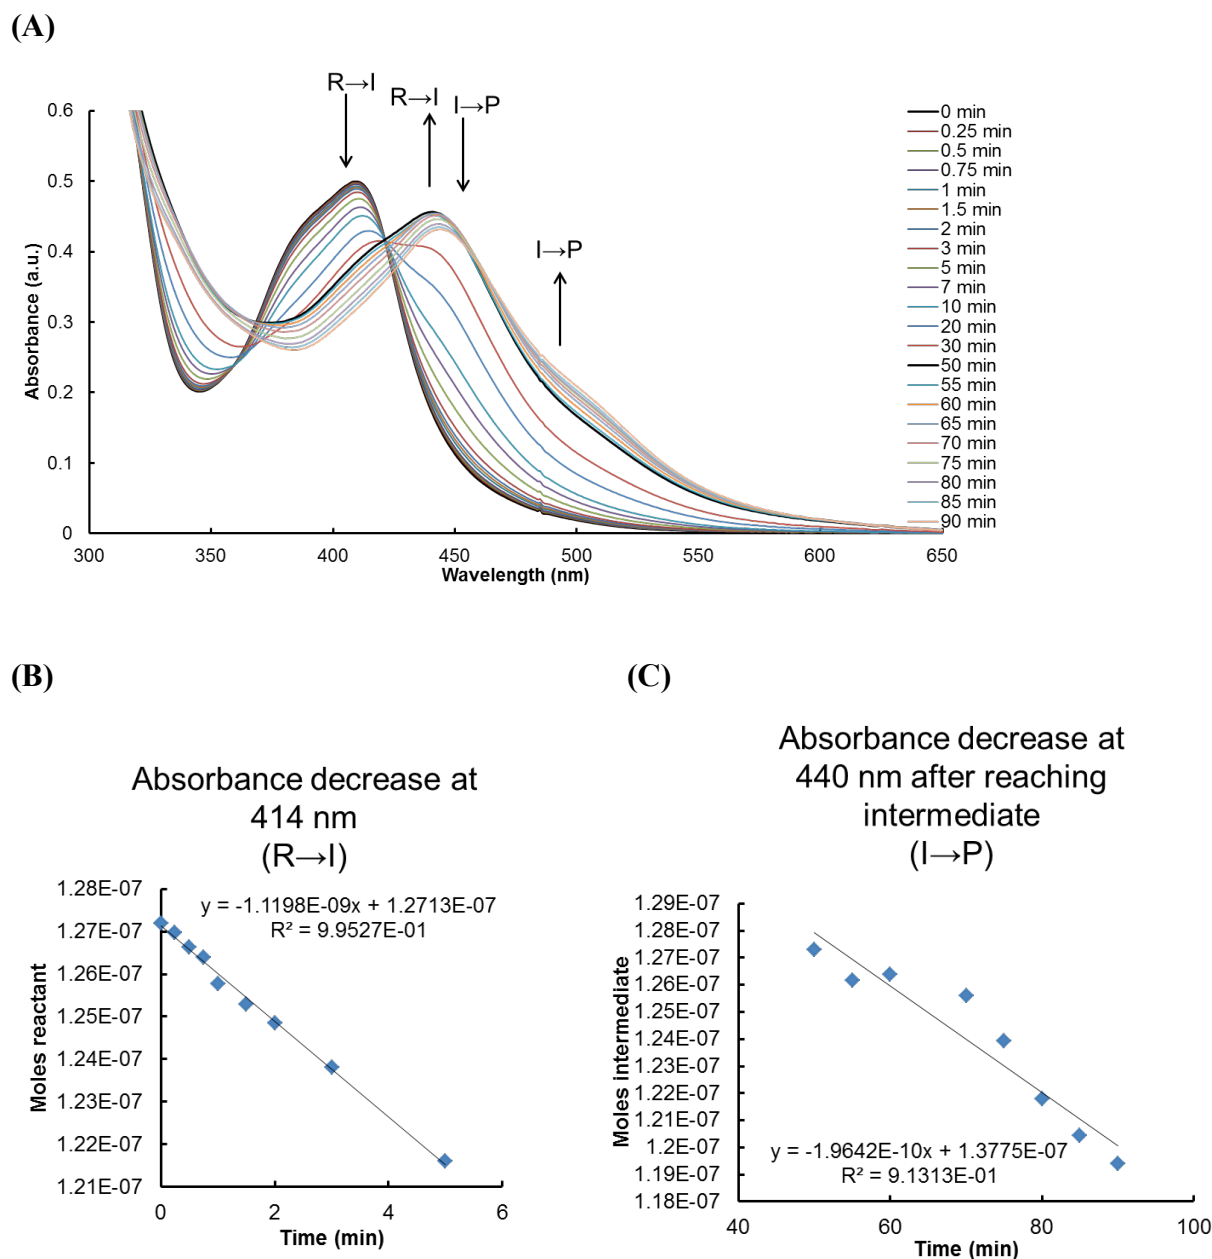 (A)
R→I
R→I
I→P
I→P
0.6
0.5
0.4
0.3
0.2
0.1
0
Absorbance (a.u.)
300
350
400
450
500
550
600
650
Wavelength (nm)
0 min
0.25 min
0.5 min
0.75 min
1 min
1.5 min
2 min
3 min
5 min
7 min
10 min
20 min
30 min
50 min
55 min
60 min
65 min
70 min
75 min
80 min
85 min
90 min
(B)
Absorbance decrease at
414 nm
(R→I)
y = -1.1198E-09x + 1.2713E-07
R² = 9.9527E-01
1.28E-07
1.27E-07
1.26E-07
1.25E-07
1.24E-07
1.23E-07
1.22E-07
1.21E-07
Moles reactant
0
2
4
6
Time (min)
(C)
Absorbance decrease at
440 nm after reaching
intermediate
(I→P)
1.29E-07
1.28E-07
1.27E-07
1.26E-07
1.25E-07
1.24E-07
1.23E-07
1.22E-07
1.21E-07
1.2E-07
1.19E-07
1.18E-07
Moles intermediate
y = -1.9642E-10x + 1.3775E-07
R² = 9.1313E-01
40
60
80
100
Time (min)